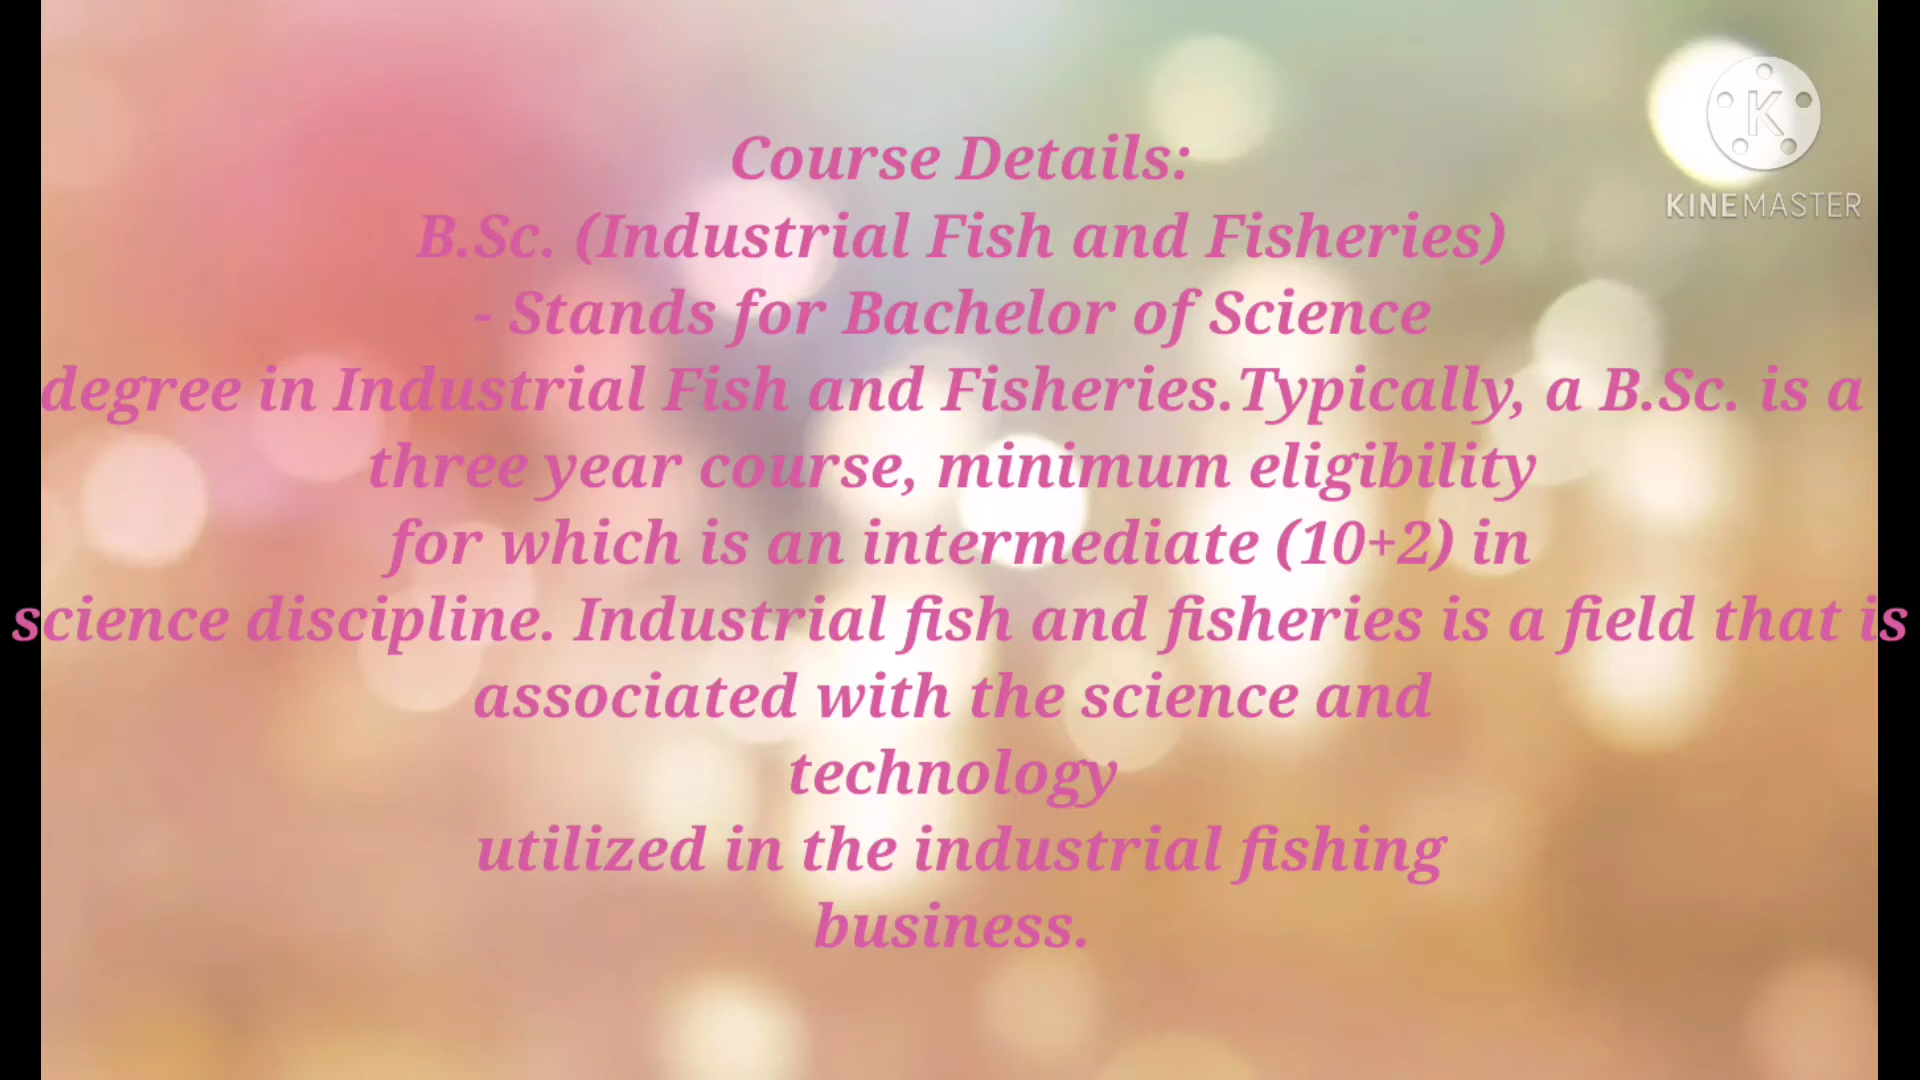 Course Details:
B.Sc. (Industrial Fish and Fisheries)
- Stands for Bachelor of Science
degree in Industrial Fish and Fisheries.Typically, a B.Sc. is a
three year course, minimum eligibility
for which is an intermediate (10+2) in
science discipline. Industrial fish and fisheries is a field that is
associated with the science and
technology
utilized in the industrial fishing
business.
K
KINEMASTER